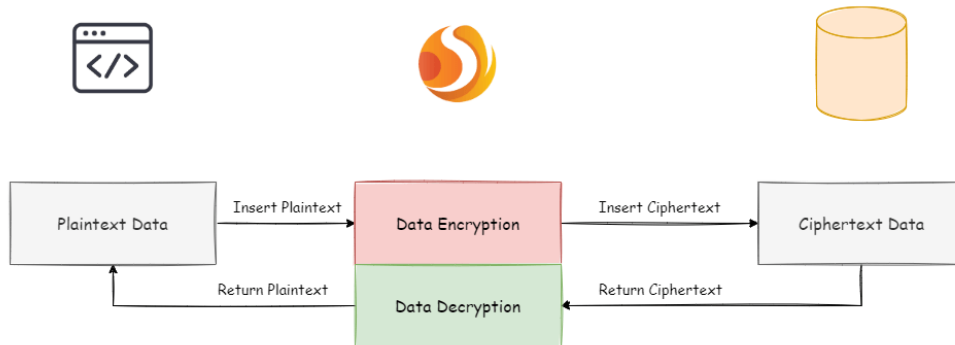 Plaintext Data
Insert Plaintext
Data Encryption
Insert Ciphertext
Ciphertext Data
Return Plaintext
Data Decryption
Return Ciphertext